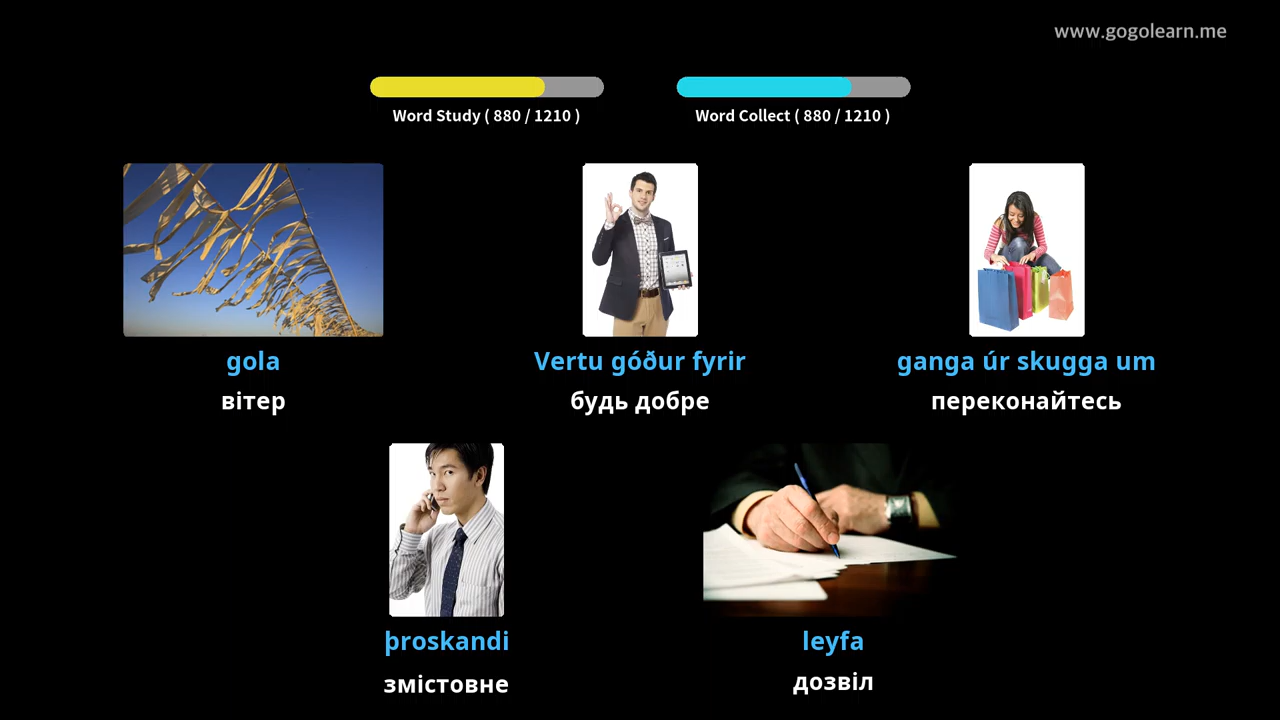 www.gogolearn.me
Word Study ( 880 / 1210 )
Word Collect ( 880 / 1210 )
gola
вітер
Vertu góður fyrir
будь добре
ganga úr skugga um
переконайтесь
þroskandi
змістовне
leyfa
дозвіл